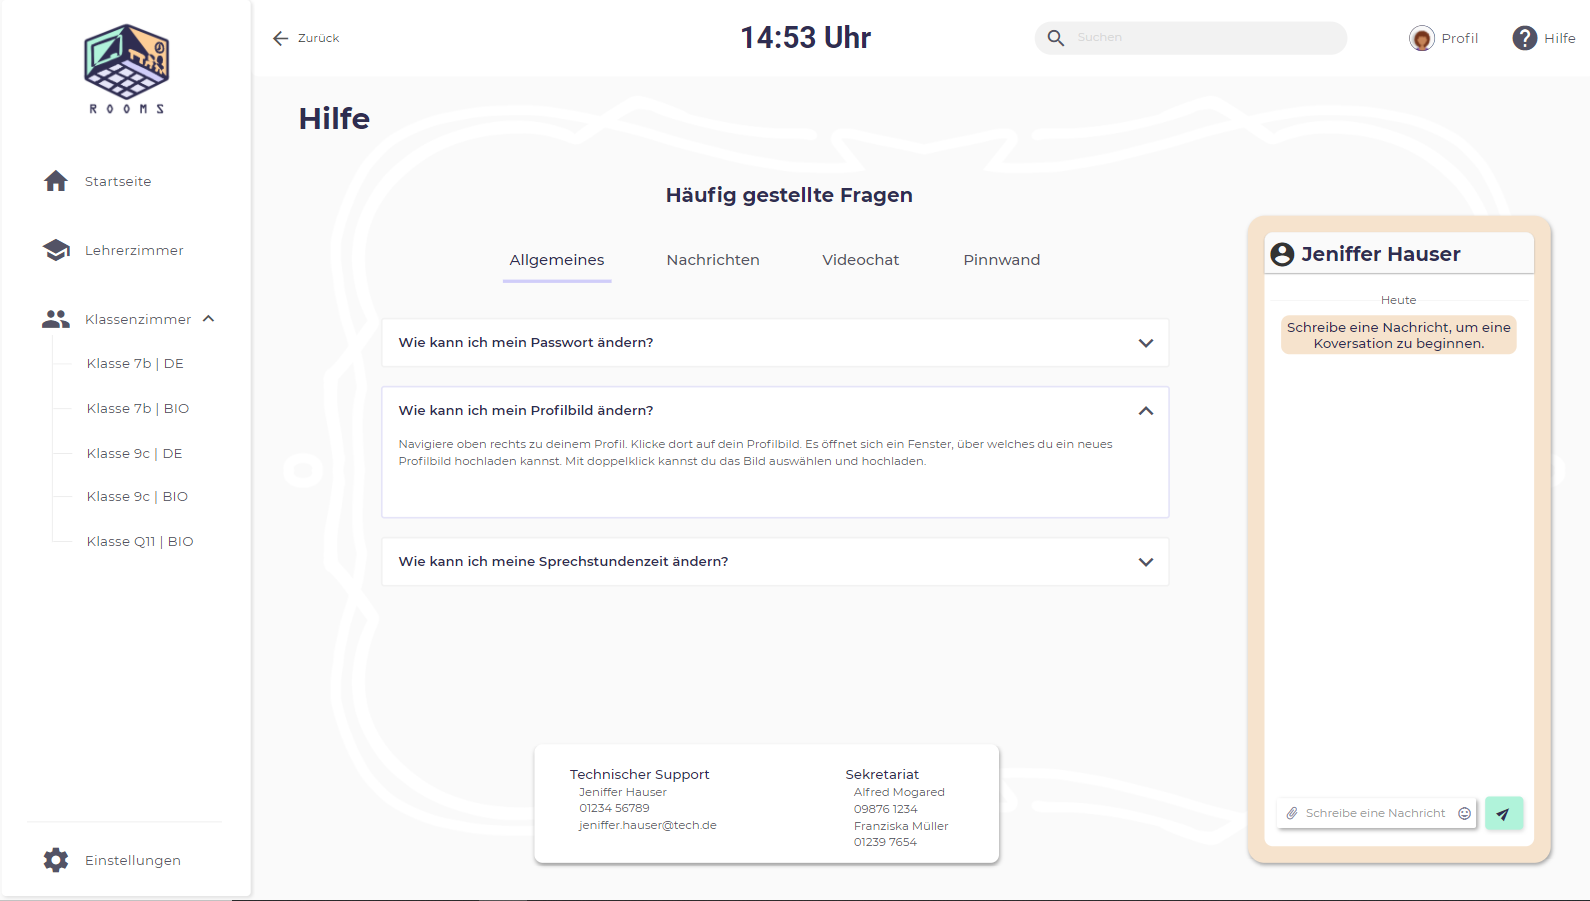 Zurück
14:53 Uhr
Suchen
Profil
Hilfe
ROOMS
Startseite
Lehrerzimmer
Klassenzimmer
Klasse 7b | DE
Klasse 7b | BIO
Klasse 9c | DE
Klasse 9c | BIO
Klasse Q11 | BIO
Einstellungen
Hilfe
Häufig gestellte Fragen
Allgemeines
Nachrichten
Videochat
Pinnwand
Wie kann ich mein Passwort ändern?
Wie kann ich mein Profilbild ändern?
Navigiere oben rechts zu deinem Profil. Klicke dort auf dein Profilbild. Es öffnet sich ein Fenster, über welches du ein neues
Profilbild hochladen kannst. Mit doppelklick kannst du das Bild auswählen und hochladen.
Wie kann ich meine Sprechstundenzeit ändern?
Technischer Support
Jeniffer Hauser
01234 56789
jeniffer.hauser@tech.de
Sekretariat
Alfred Mogared
09876 1234
Franziska Müller
01239 7654
Jeniffer Hauser
Heute
Schreibe eine Nachricht, um eine
Koversation zu beginnen.
Schreibe eine Nachricht